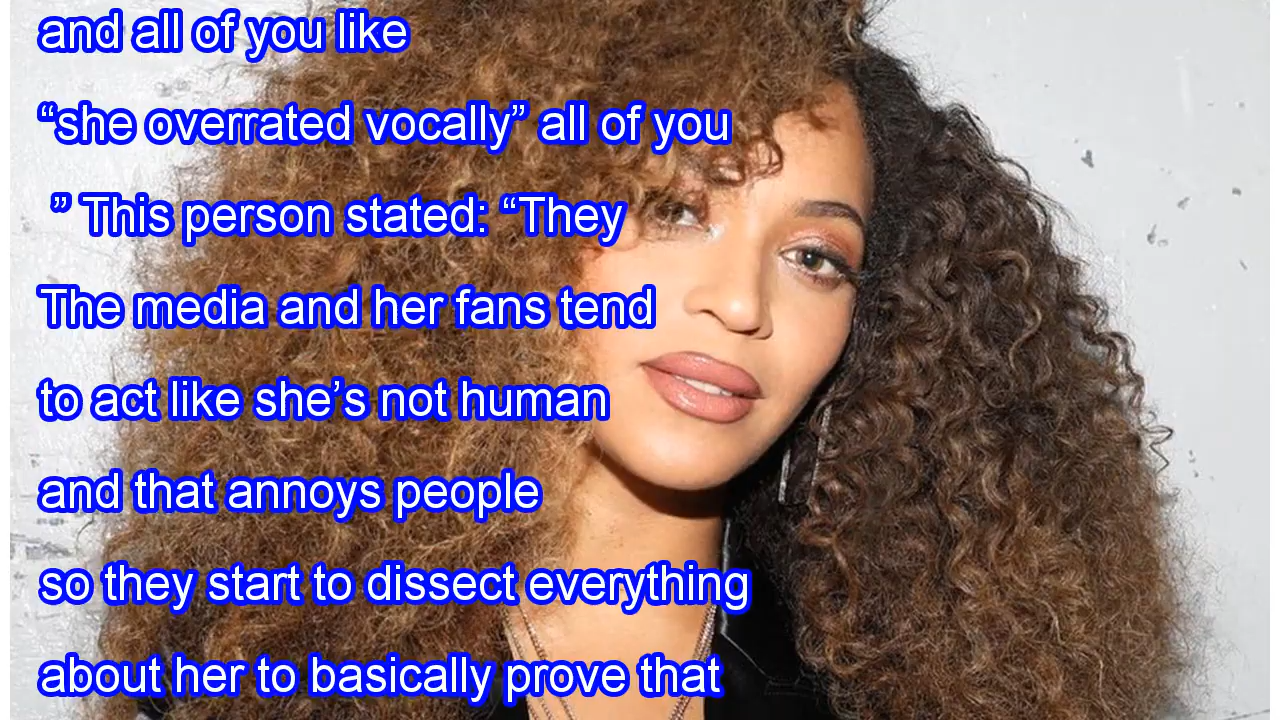 and all of you like
“she overrated vocally” all of you
” This person stated: “They
The media and her fans tend
to act like she’s not human
and that annoys people
so they start to dissect everything
about her to basically prove that